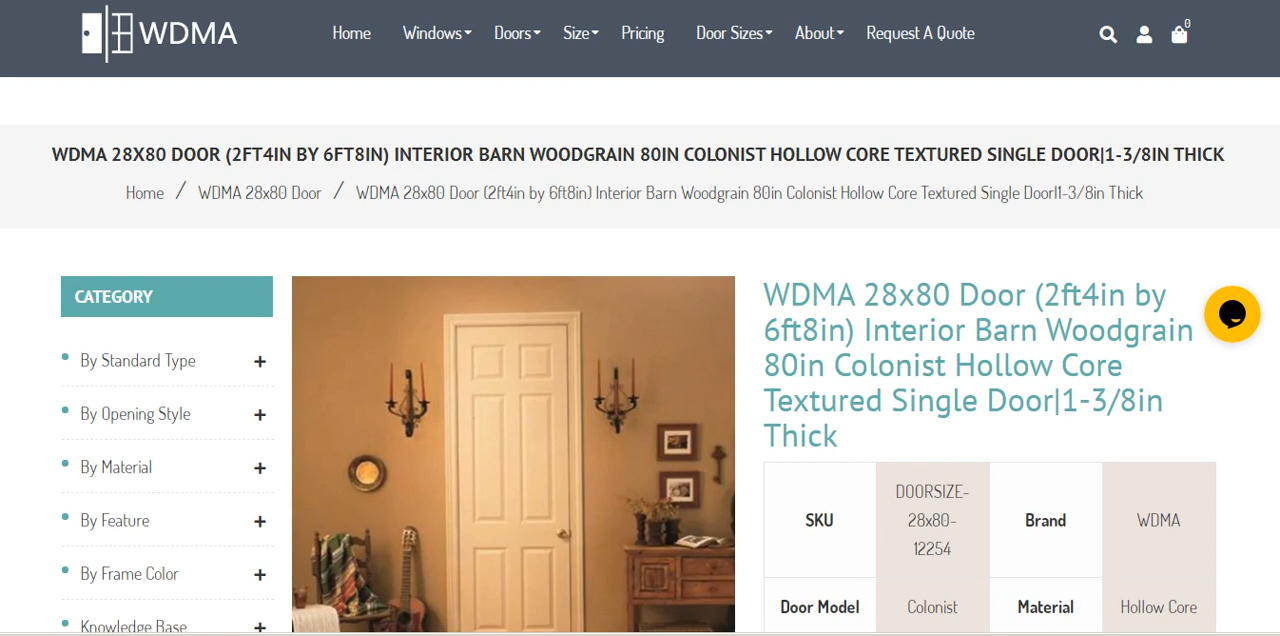 WDMA
Home Windows Doors Size Pricing Door Sizes About Request A Quote
0
WDMA 28X80 DOOR (2FT4IN BY 6FT8IN) INTERIOR BARN WOODGRAIN 80IN COLONIST HOLLOW CORE TEXTURED SINGLE DOOR|1-3/8IN THICK
Home / WDMA 28x80 Door / WDMA 28x80 Door (2ft4in by 6ft8in) Interior Barn Woodgrain 80in Colonist Hollow Core Textured Single Door|1-3/8in Thick
CATEGORY
By Standard Type +
By Opening Style +
By Material +
By Feature +
By Frame Color +
Knowledge Base +
WDMA 28x80 Door (2ft4in by
6ft8in) Interior Barn Woodgrain
80in Colonist Hollow Core
Textured Single Door|1-3/8in
Thick
SKU
DOORSIZE-
28x80-
12254
Brand
WDMA
Door Model
Colonist
Material
Hollow Core